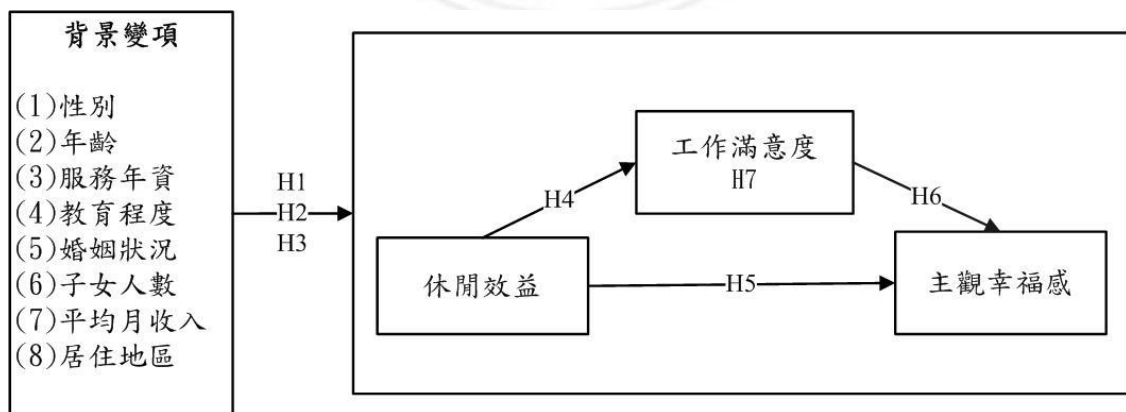 背景變項
(1)性別
(2)年齡
(3)服務年資
(4)教育程度
(5)婚姻狀況
(6)子女人數
(7)平均月收入
(8)居住地區
H1
H2
H3
工作滿意度
H7
H4
H6
休閒效益
H5
主觀幸福感